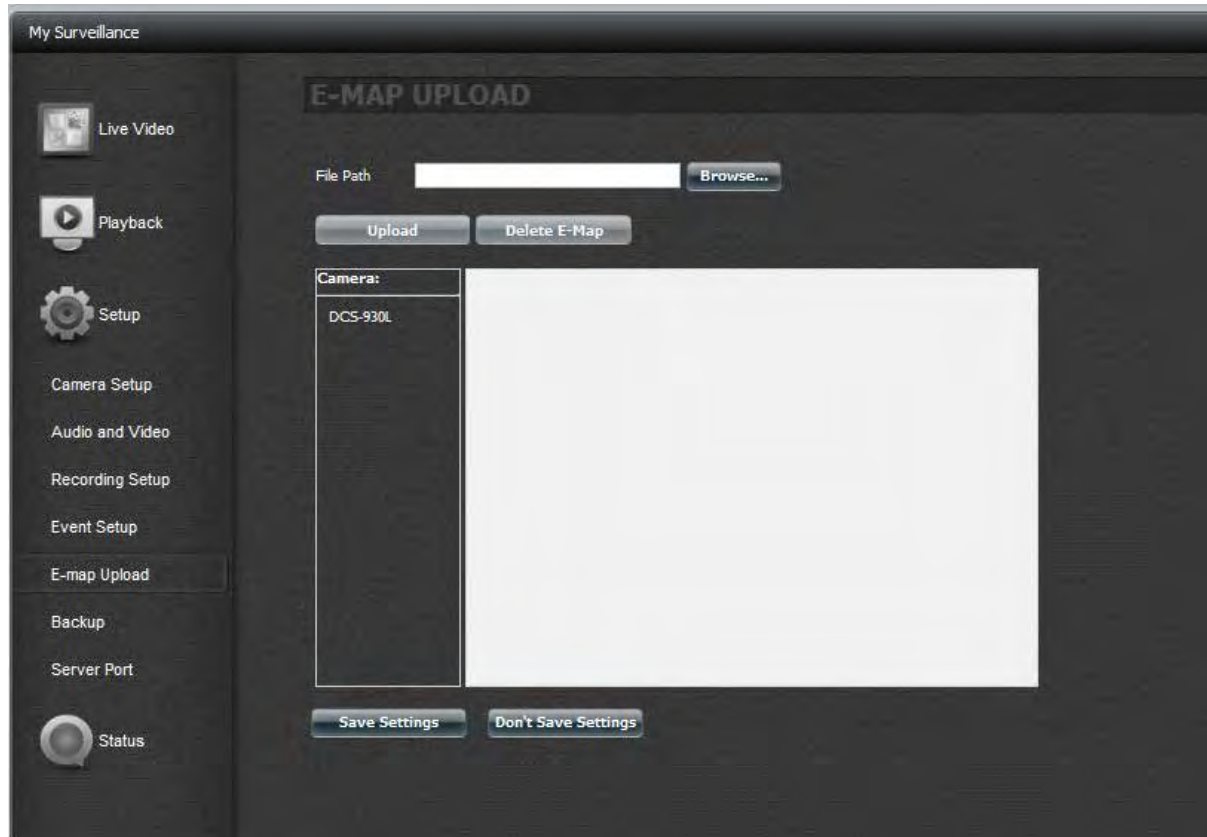 My Surveillance
Live Video
Playback
Setup
Camera Setup
Audio and Video
Recording Setup
Event Setup
E-map Upload
Backup
Server Port
Status
E-MAP UPLOAD
File Path
Browse...
Upload
Delete E-Map
Camera:
DCS-930L
Save Settings
Don't Save Settings